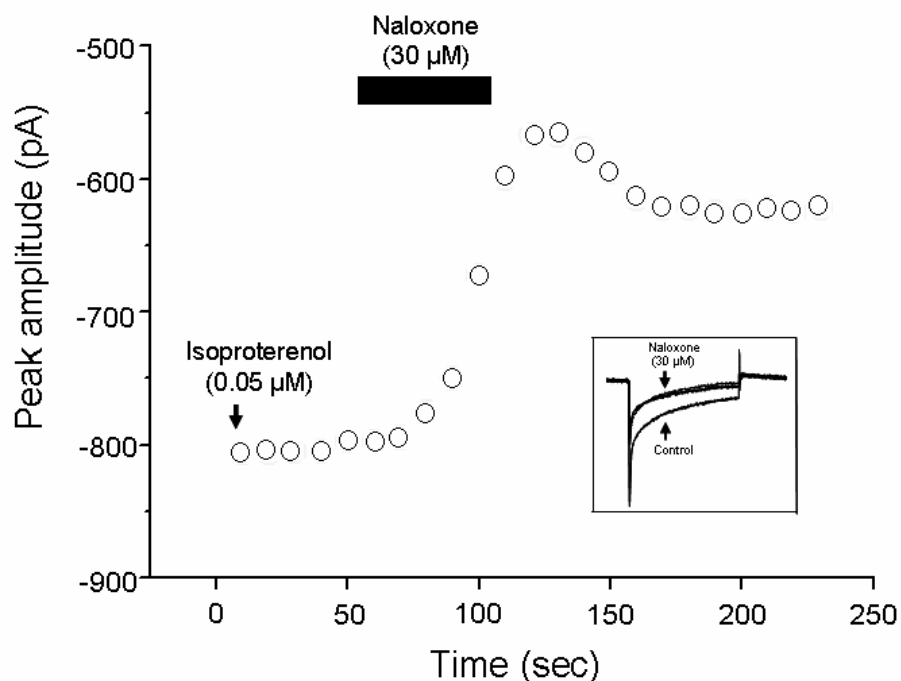 Naloxone
(30 µM)
-500
-600
-700
-800
-900
Peak amplitude (pA)
Isoproterenol
(0.05 µM)
Naloxone
(30 µM)
Control
0
50
100
150
200
250
Time (sec)